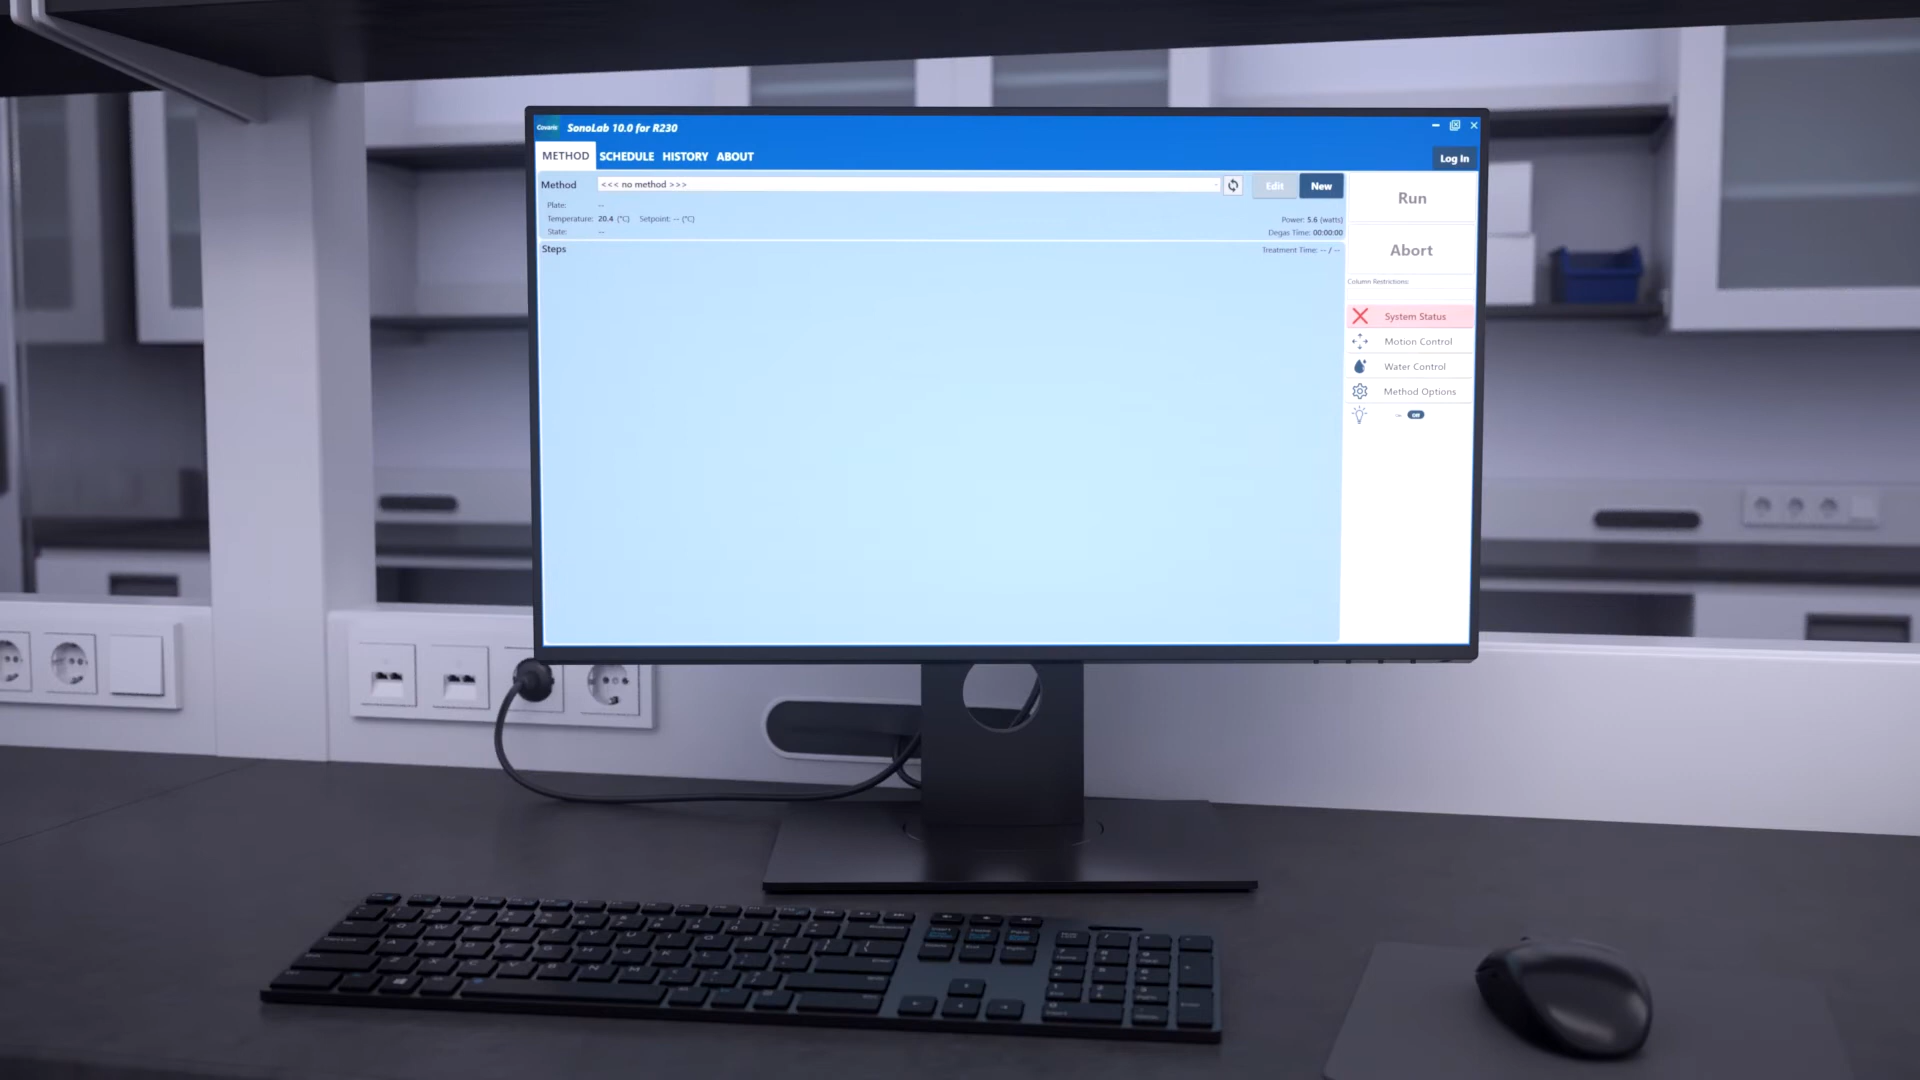 Covaris SonoLab 10.0 for R230
METHOD SCHEDULE HISTORY ABOUT
Log In
Method <<< no method >>> Edit New
Plate: --
Temperature: 20.4 (°C) Setpoint: -- (°C)
State: --
Power: 5.6 (watts)
Degas Time: 00:00:00
Steps
Treatment Time: -- / --
Run
Abort
Column Restrictions:
System Status
Motion Control
Water Control
Method Options
Off